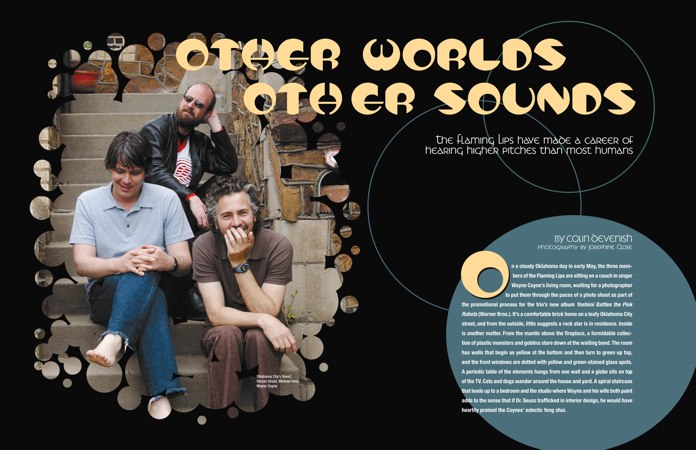 OTHER WORLDS
OTHER SOUNDS
The Flaming Lips have made a career of
hearing higher pitches than most humans
BY COLIN DEVENISH
PHOTOGRAPHY BY JOSEPHINE CLOSE
On a cloudy Oklahoma day in early May, the three mem-
bers of the Flaming Lips are sitting on a couch in singer
Wayne Coyne's living room, waiting for a photographer
to put them through the paces of a photo shoot as part of
the promotional process for the trio's new album Yoshimi Battles the Pink
Robots (Warner Bros.). It's a comfortable brick home on a leafy Oklahoma City
street, and from the outside, little suggests a rock star is in residence. Inside
is another matter. From the mantle above the fireplace, a formidable collec-
tion of plastic monsters and goblins stare down at the waiting band. The room
has walls that begin as yellow at the bottom and then turn to green up top,
and the front windows are dotted with yellow and green-stained glass spots.
A periodic table of the elements hangs from one wall and a globe sits on top
of the TV. Cats and dogs wander around the house and yard. A spiral staircase
that leads up to a bedroom and the studio where Wayne and his wife both paint
adds to the sense that if Dr. Seuss trafficked in interior design, he would have
heartily praised the Coynes' eclectic feng shui.
Oklahoma City's finest:
Steven Drozd, Michael Ivins,
Wayne Coyne.